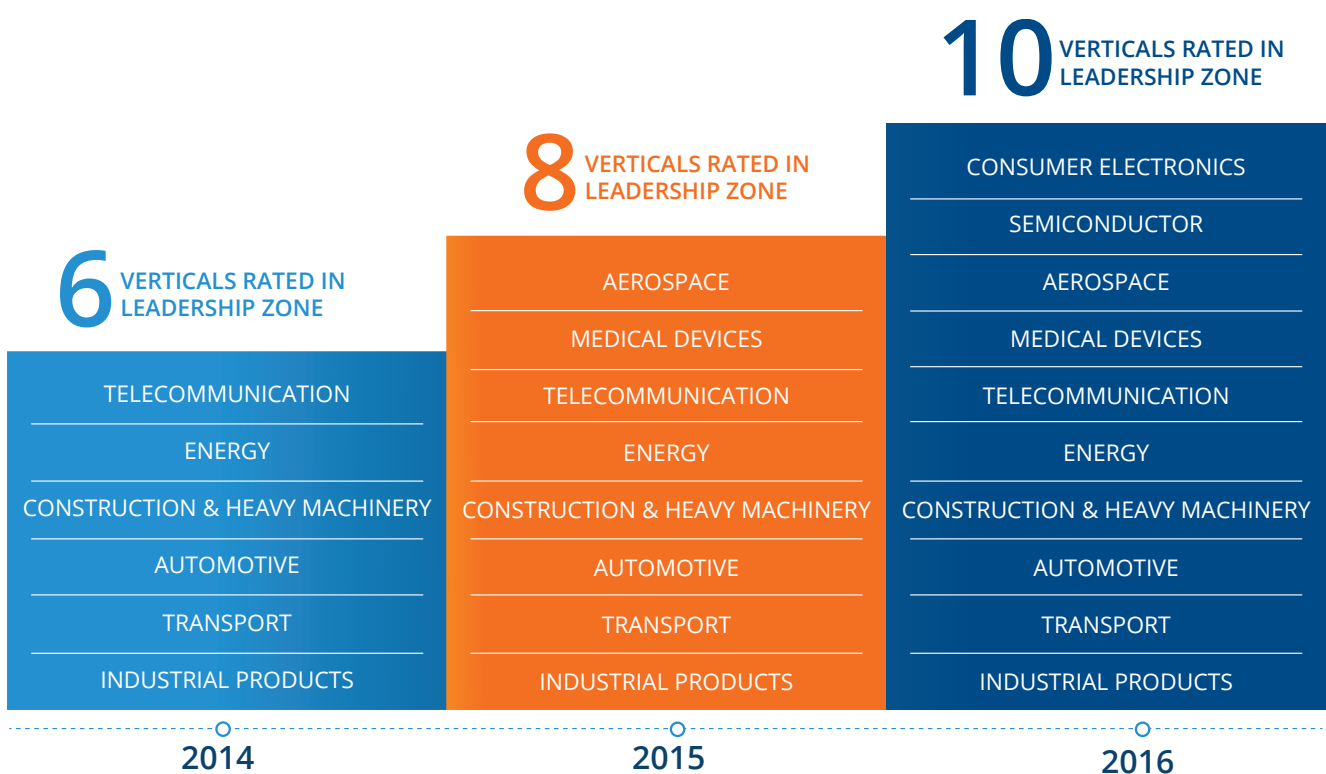 6
VERTICALS RATED IN
LEADERSHIP ZONE
TELECOMMUNICATION
ENERGY
CONSTRUCTION & HEAVY MACHINERY
AUTOMOTIVE
TRANSPORT
INDUSTRIAL PRODUCTS
2014
8
VERTICALS RATED IN
LEADERSHIP ZONE
AEROSPACE
MEDICAL DEVICES
TELECOMMUNICATION
ENERGY
CONSTRUCTION & HEAVY MACHINERY
AUTOMOTIVE
TRANSPORT
INDUSTRIAL PRODUCTS
2015
10
VERTICALS RATED IN
LEADERSHIP ZONE
CONSUMER ELECTRONICS
SEMICONDUCTOR
AEROSPACE
MEDICAL DEVICES
TELECOMMUNICATION
ENERGY
CONSTRUCTION & HEAVY MACHINERY
AUTOMOTIVE
TRANSPORT
INDUSTRIAL PRODUCTS
2016